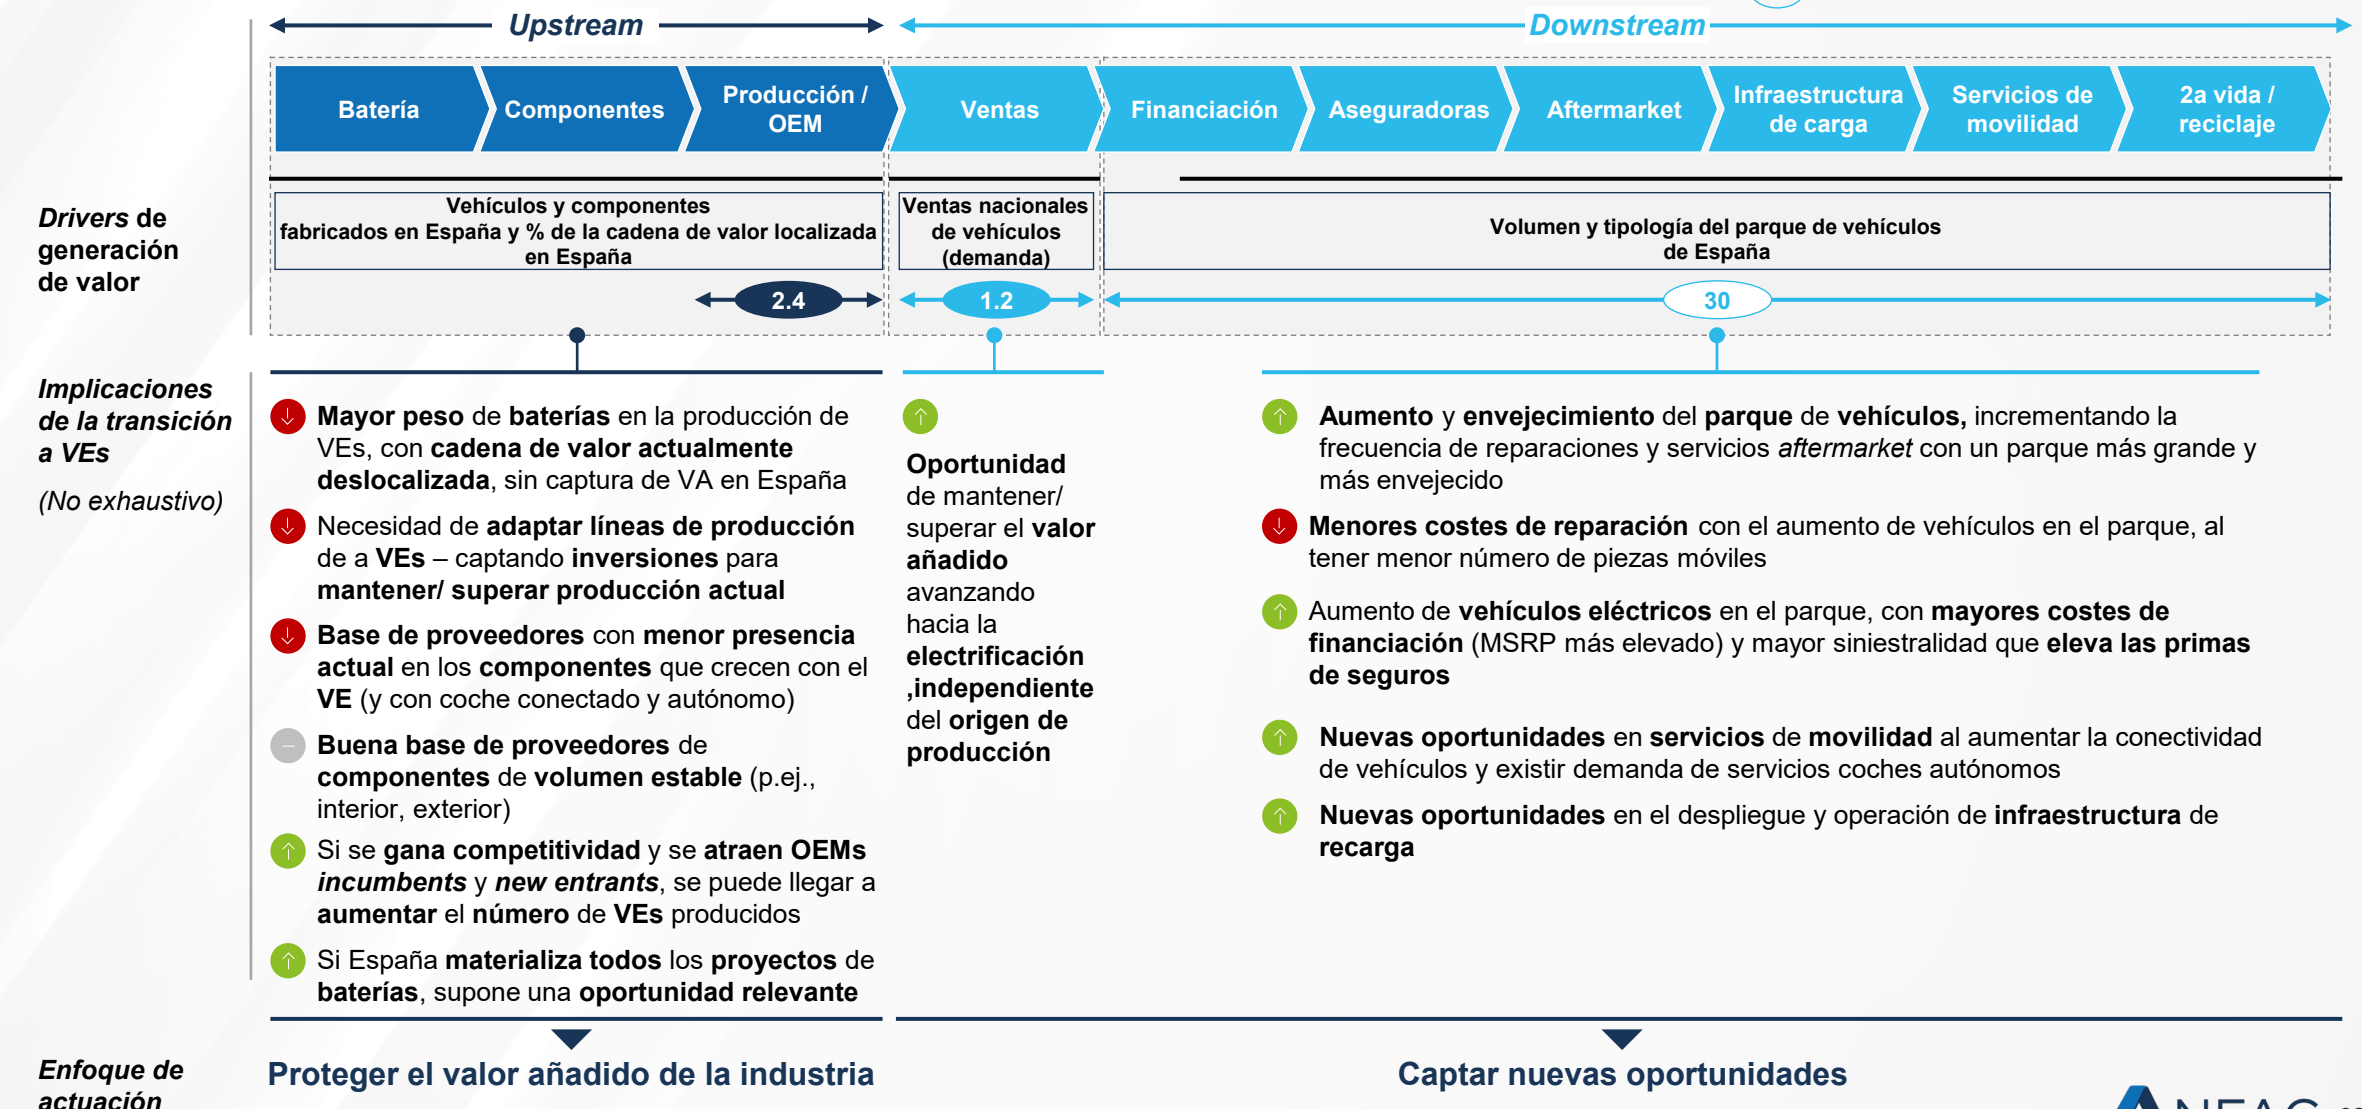 Upstream
Downstream
Batería
Componentes
Producción /
OEM
Ventas
Financiación
Aseguradoras
Aftermarket
Infraestructura
de carga
Servicios de
movilidad
2a vida /
reciclaje
Drivers de
generación
de valor
Vehículos y componentes
fabricados en España y % de la cadena de valor localizada
en España
Ventas nacionales
de vehículos
(demanda)
Volumen y tipología del parque de vehículos
de España
2.4
1.2
30
Implicaciones
de la transición
a VEs
(No exhaustivo)
Mayor peso de baterías en la producción de
VEs, con cadena de valor actualmente
deslocalizada, sin captura de VA en España
Necesidad de adaptar líneas de producción
de a VEs – captando inversiones para
mantener/ superar producción actual
Base de proveedores con menor presencia
actual en los componentes que crecen con el
VE (y con coche conectado y autónomo)
Buena base de proveedores de
componentes de volumen estable (p.ej.,
interior, exterior)
Si se gana competitividad y se atraen OEMs
incumbents y new entrants, se puede llegar a
aumentar el número de VEs producidos
Si España materializa todos los proyectos de
baterías, supone una oportunidad relevante
Oportunidad
de mantener/
superar el valor
añadido
avanzando
hacia la
electrificación
,independiente
del origen de
producción
Aumento y envejecimiento del parque de vehículos, incrementando la
frecuencia de reparaciones y servicios aftermarket con un parque más grande y
más envejecido
Menores costes de reparación con el aumento de vehículos en el parque, al
tener menor número de piezas móviles
Aumento de vehículos eléctricos en el parque, con mayores costes de
financiación (MSRP más elevado) y mayor siniestralidad que eleva las primas
de seguros
Nuevas oportunidades en servicios de movilidad al aumentar la conectividad
de vehículos y existir demanda de servicios coches autónomos
Nuevas oportunidades en el despliegue y operación de infraestructura de
recarga
Enfoque de
actuación
Proteger el valor añadido de la industria
Captar nuevas oportunidades
ANFAC